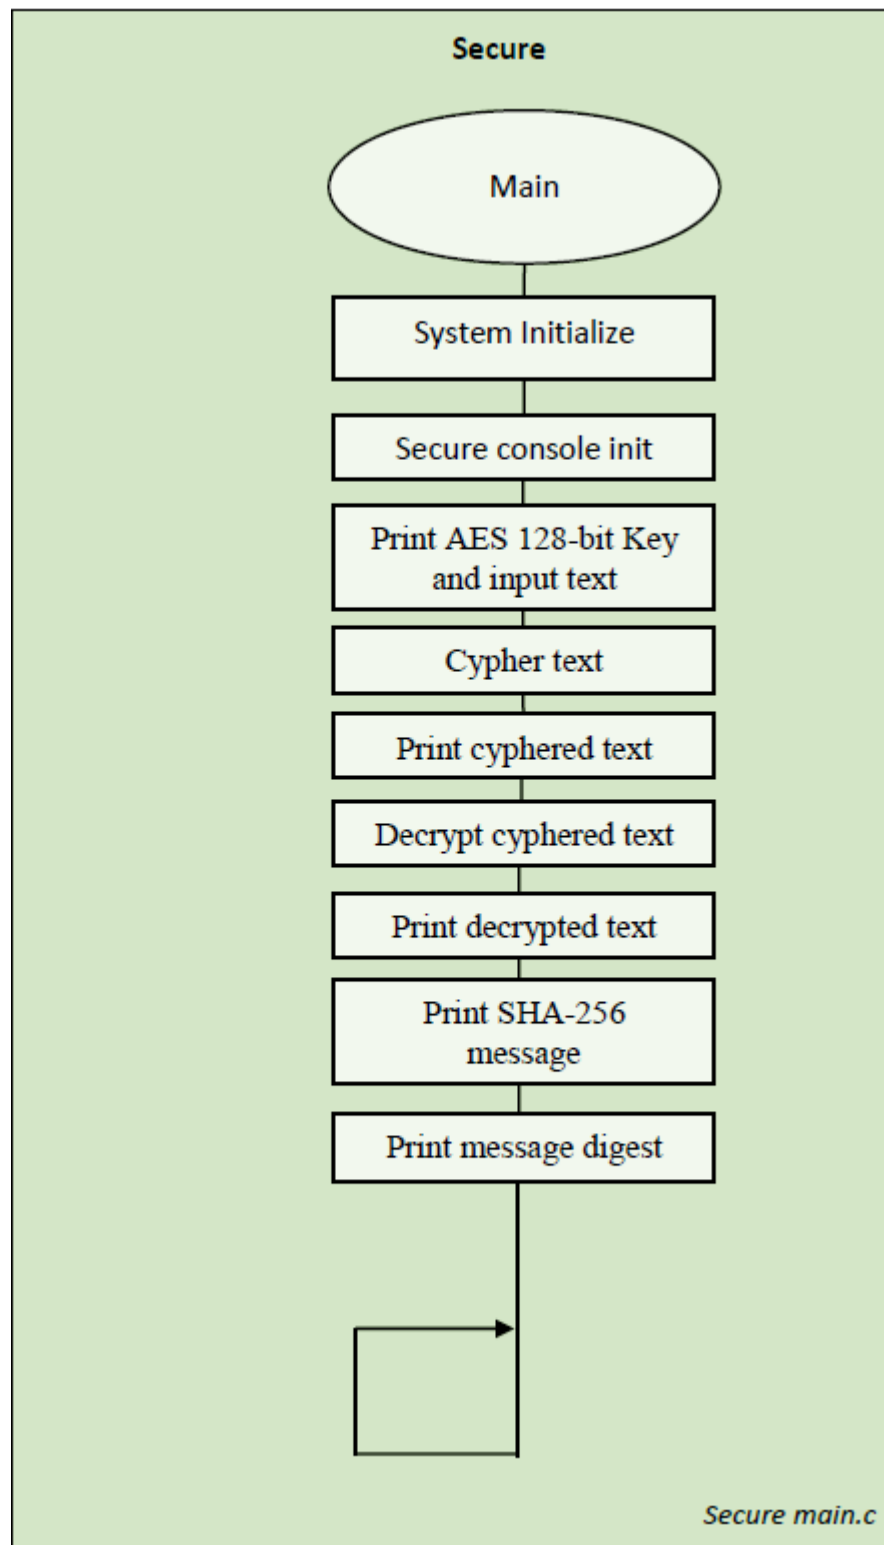 Secure
Main
System Initialize
Secure console init
Print AES 128-bit Key
and input text
Cypher text
Print cyphered text
Decrypt cyphered text
Print decrypted text
Print SHA-256
message
Print message digest
Secure main.c